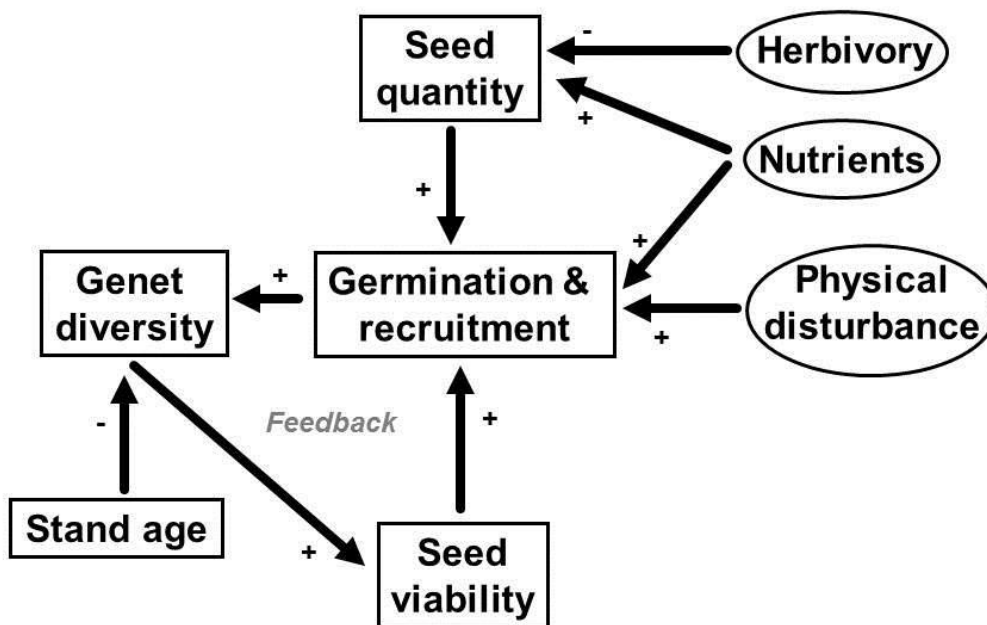 Seed
quantity
-
Herbivory
+
Nutrients
+
+
Genet
diversity
+
Germination &
recruitment
+
Physical
disturbance
-
Feedback
+
Stand age
+
Seed
viability